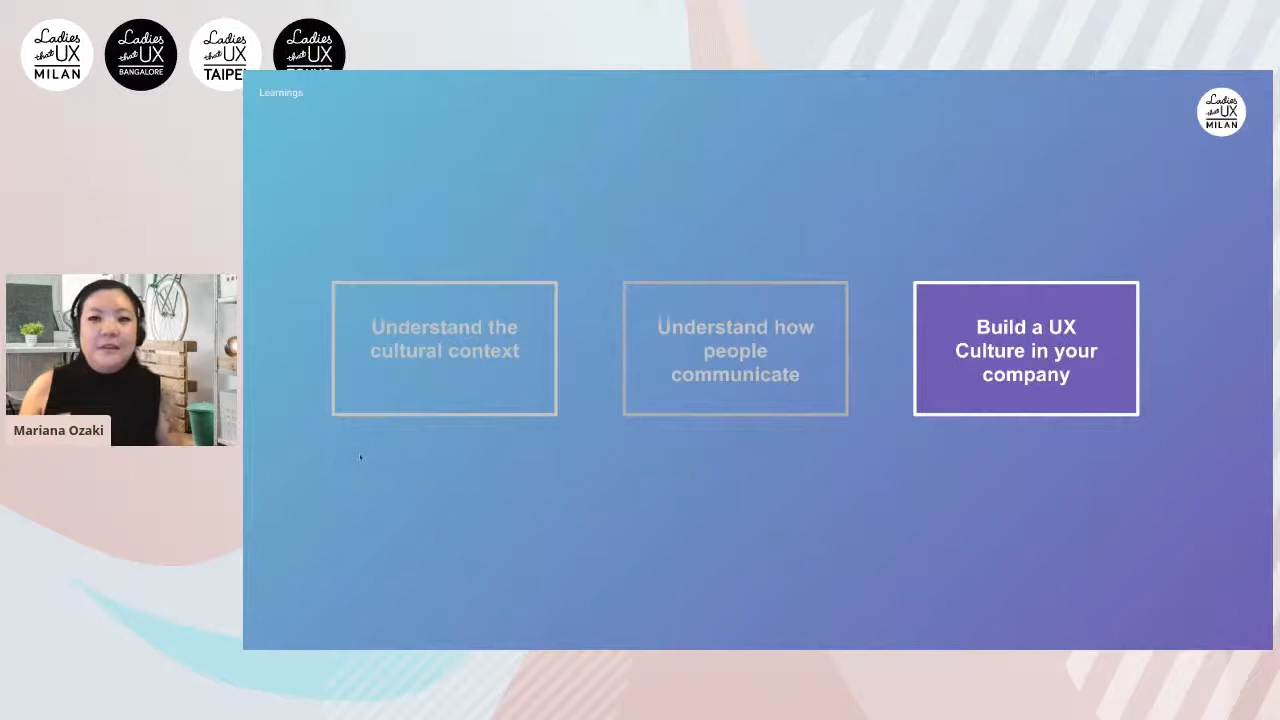 Ladies
that UX
MILAN
Ladies
that UX
BANGALORE
Ladies
that UX
TAIPE
Ladies
that UX
Learnings
Ladies
that UX
MILAN
Understand the
cultural context
Understand how
people
communicate
Build a UX
Culture in your
company
Mariana Ozaki